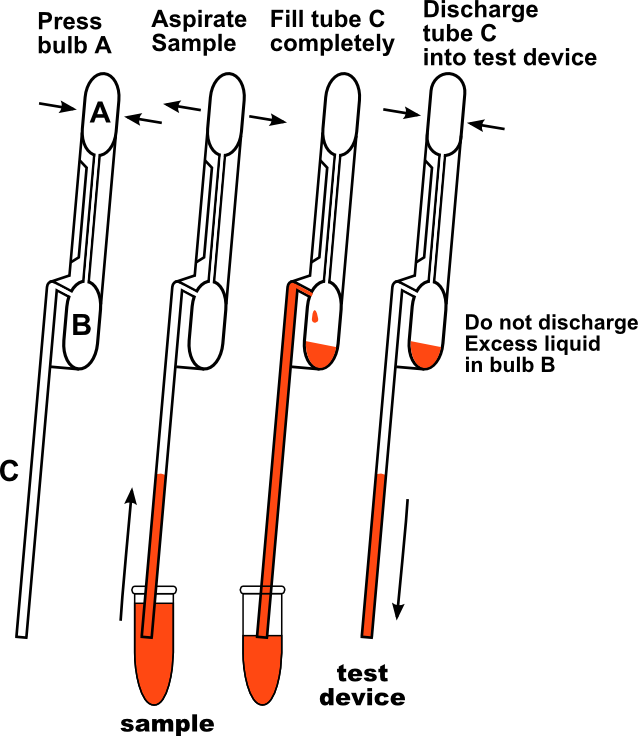 Press
bulb A
Aspirate
Sample
Fill tube C
completely
Discharge
tube C
into test device
A
B
C
Do not discharge
Excess liquid
in bulb B
test
device
sample